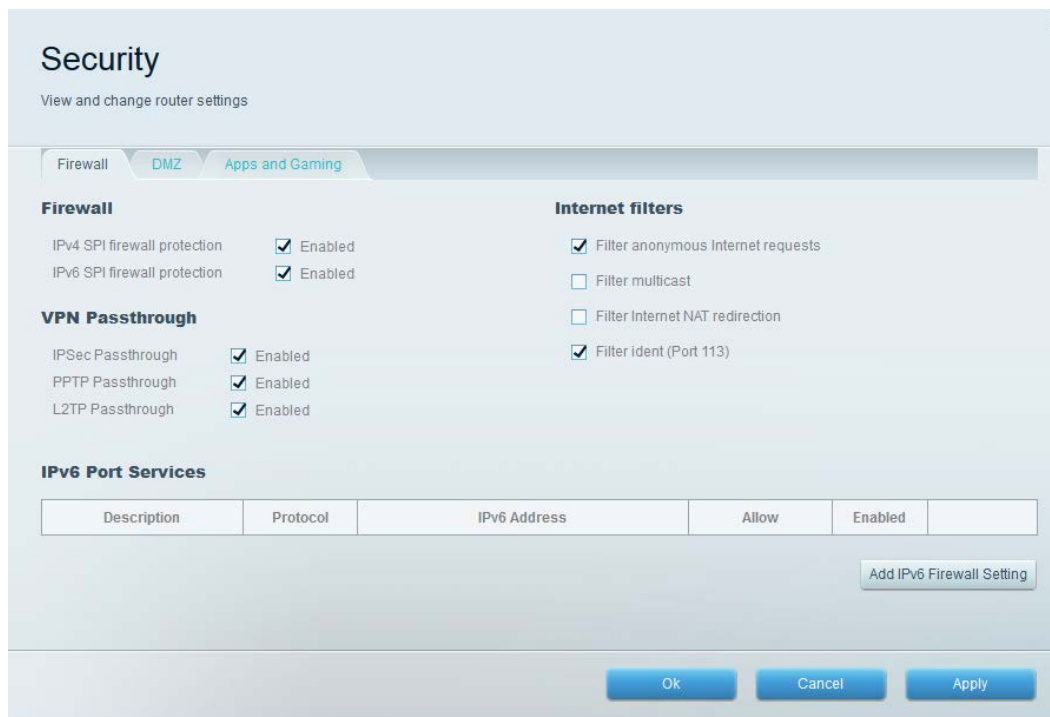 Security
View and change router settings
Firewall DMZ Apps and Gaming
Firewall
IPv4 SPI firewall protection Enabled
IPv6 SPI firewall protection Enabled
VPN Passthrough
IPSec Passthrough Enabled
PPTP Passthrough Enabled
L2TP Passthrough Enabled
Internet filters
Filter anonymous Internet requests
Filter multicast
Filter Internet NAT redirection
Filter ident (Port 113)
IPv6 Port Services
Description Protocol IPv6 Address Allow Enabled
Add IPv6 Firewall Setting
Ok Cancel Apply